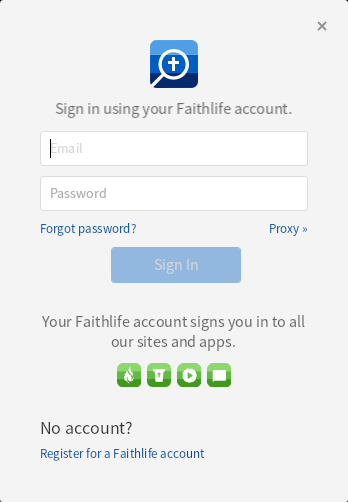 Sign in using your Faithlife account.
Email
Password
Forgot password?
Proxy »
Sign In
Your Faithlife account signs you in to all
our sites and apps.
No account?
Register for a Faithlife account